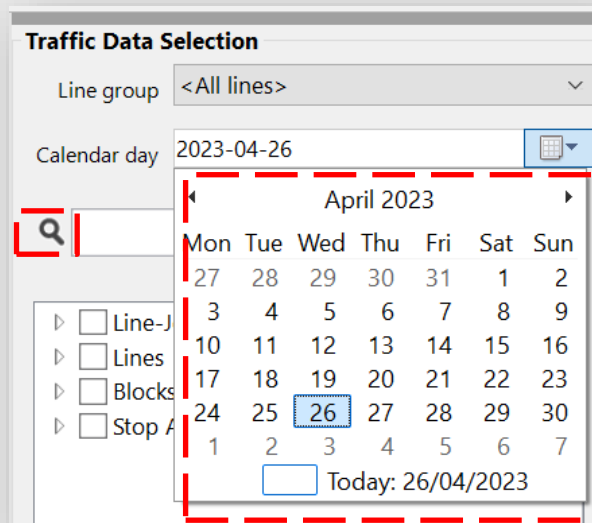 Traffic Data Selection
Line group <All lines>
Calendar day 2023-04-26
April 2023
Mon Tue Wed Thu Fri Sat Sun
27 28 29 30 31 1 2
3 4 5 6 7 8 9
10 11 12 13 14 15 16
17 18 19 20 21 22 23
24 25 26 27 28 29 30
1 2 3 4 5 6 7
Today: 26/04/2023
Line-J
Lines
Blocks
Stop A